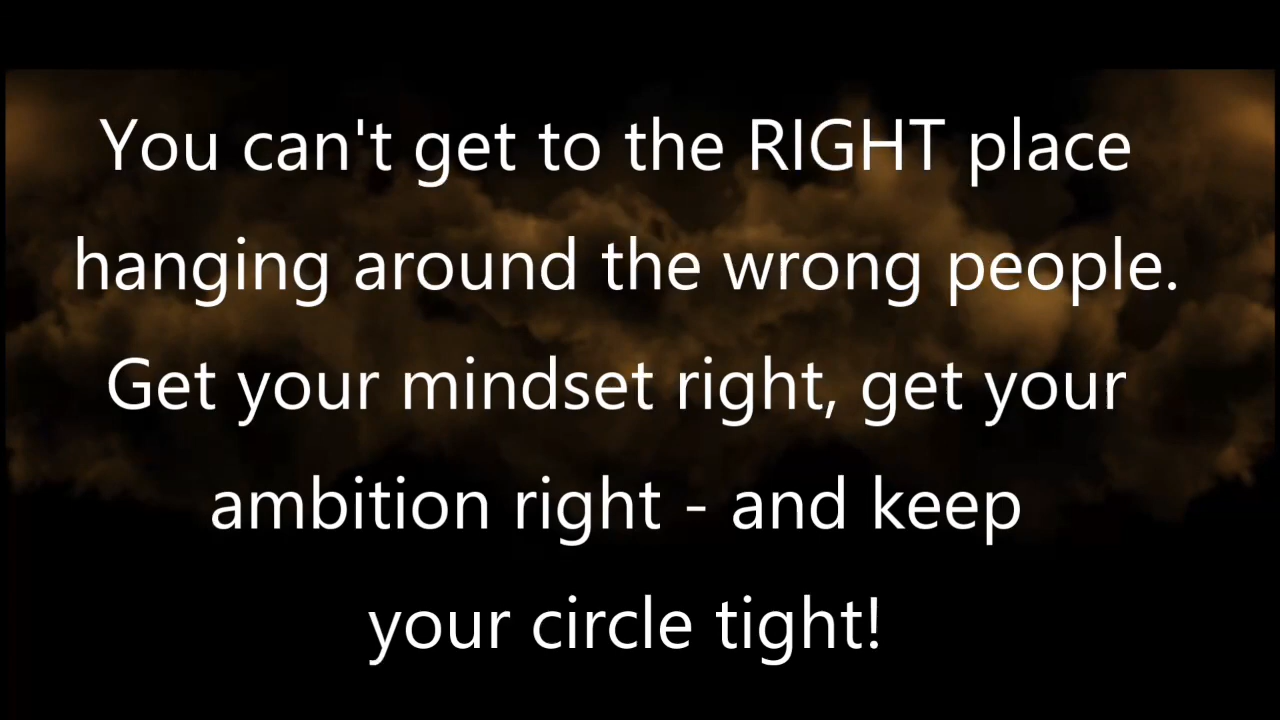 You can't get to the RIGHT place
hanging around the wrong people.
Get your mindset right, get your
ambition right - and keep
your circle tight!